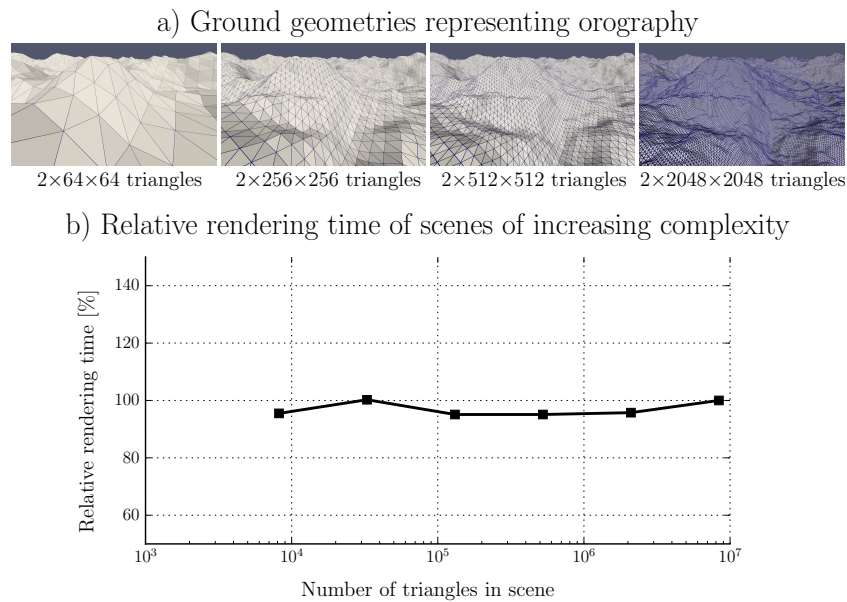 a) Ground geometries representing orography
2×64×64 triangles
2×256×256 triangles
2×512×512 triangles
2×2048×2048 triangles
b) Relative rendering time of scenes of increasing complexity
Relative rendering time [%]
140
120
100
80
60
10³
10⁴
10⁵
10⁶
10⁷
Number of triangles in scene